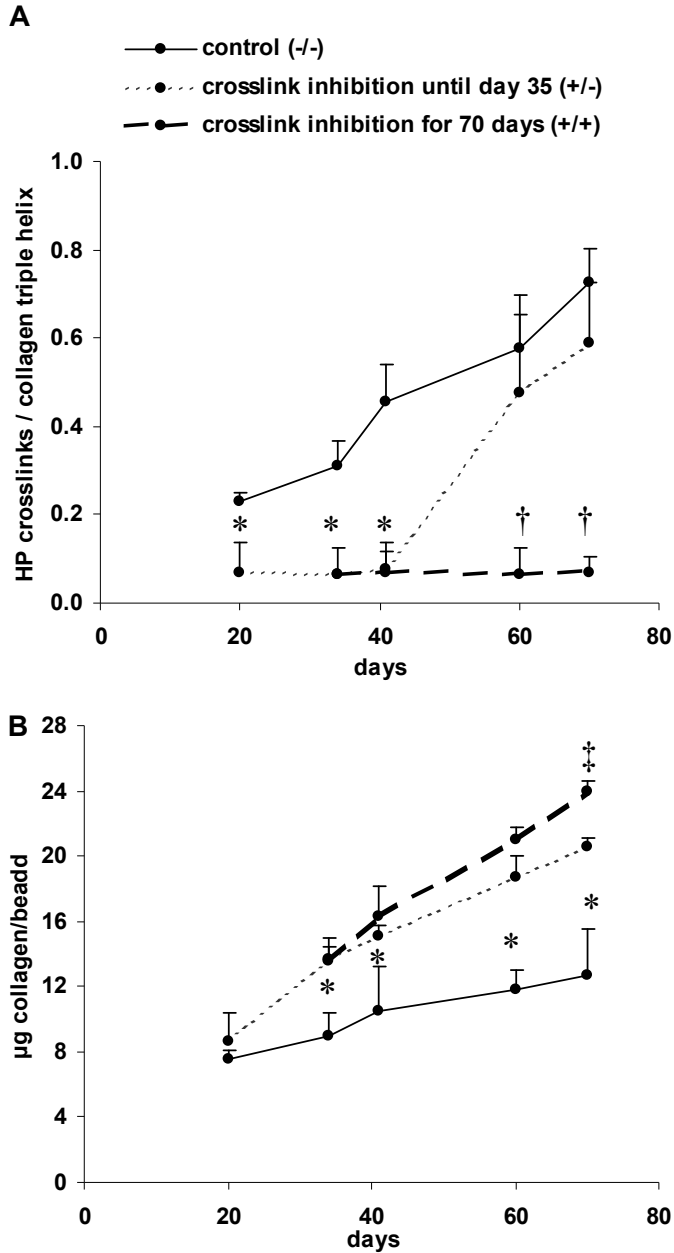 A
control (-/-)
crosslink inhibition until day 35 (+/-)
crosslink inhibition for 70 days (+/+)
HP crosslinks / collagen triple helix
1.0
0.8
0.6
0.4
0.2
0.0
* * * † †
0 20 40 60 80
days
B
µg collagen/beadd
28
24
20
16
12
8
4
0
‡
* * * *
0 20 40 60 80
days